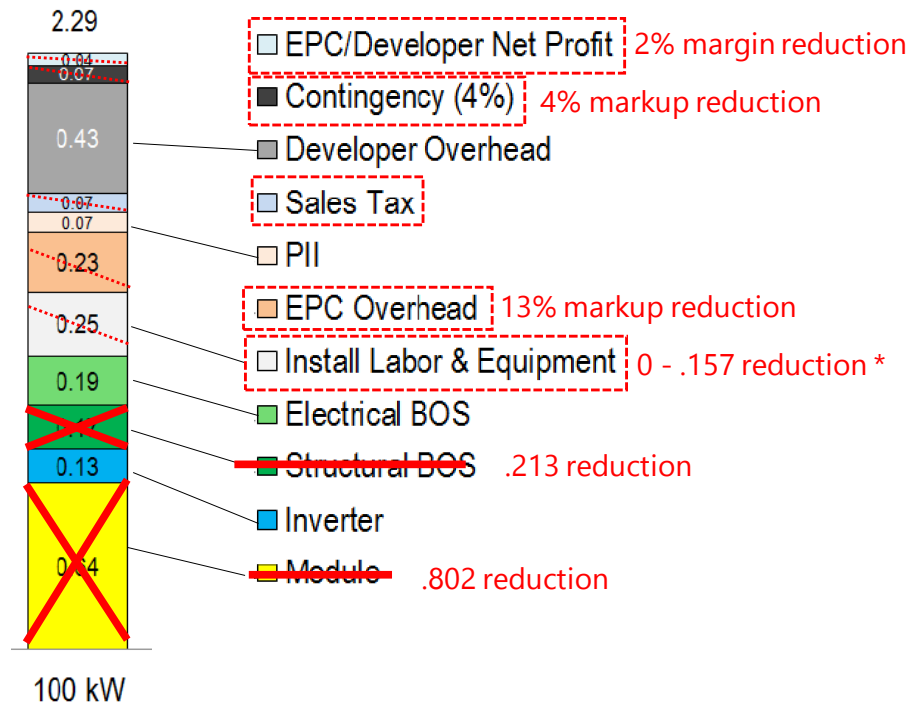 2.29
EPC/Developer Net Profit 2% margin reduction
0.04
0.07
Contingency (4%) 4% markup reduction
0.43
Developer Overhead
0.07
Sales Tax
0.07
PII
0.23
EPC Overhead 13% markup reduction
0.25
Install Labor & Equipment 0 - .157 reduction *
0.19
Electrical BOS
Structural BOS .213 reduction
0.13
Inverter
0.64
Module .802 reduction
100 kW